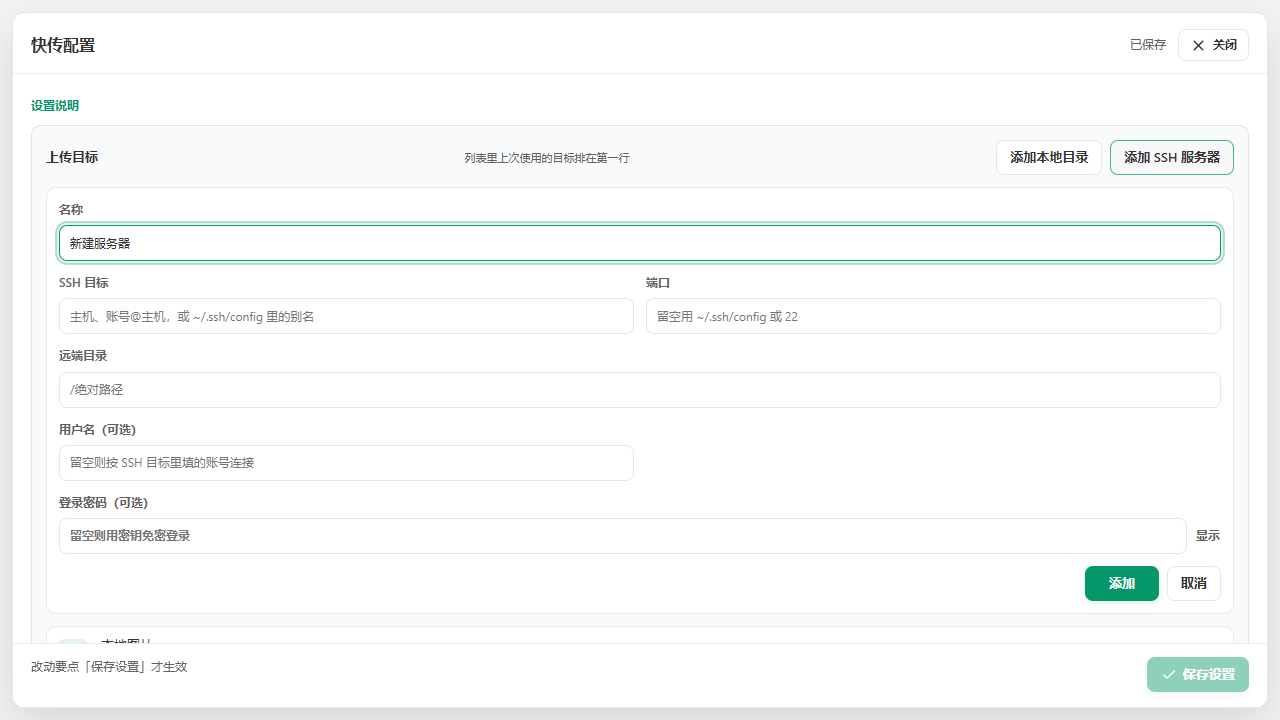 快传配置
已保存
关闭
设置说明
上传目标
列表里上次使用的目标排在第一行
添加本地目录
添加 SSH 服务器
名称
新建服务器
SSH 目标
端口
主机、账号@主机，或 ~/.ssh/config 里的别名
留空用 ~/.ssh/config 或 22
远端目录
/绝对路径
用户名（可选）
留空则按 SSH 目标里填的账号连接
登录密码（可选）
留空则用密钥免密登录
显示
添加
取消
改动要点「保存设置」才生效
保存设置